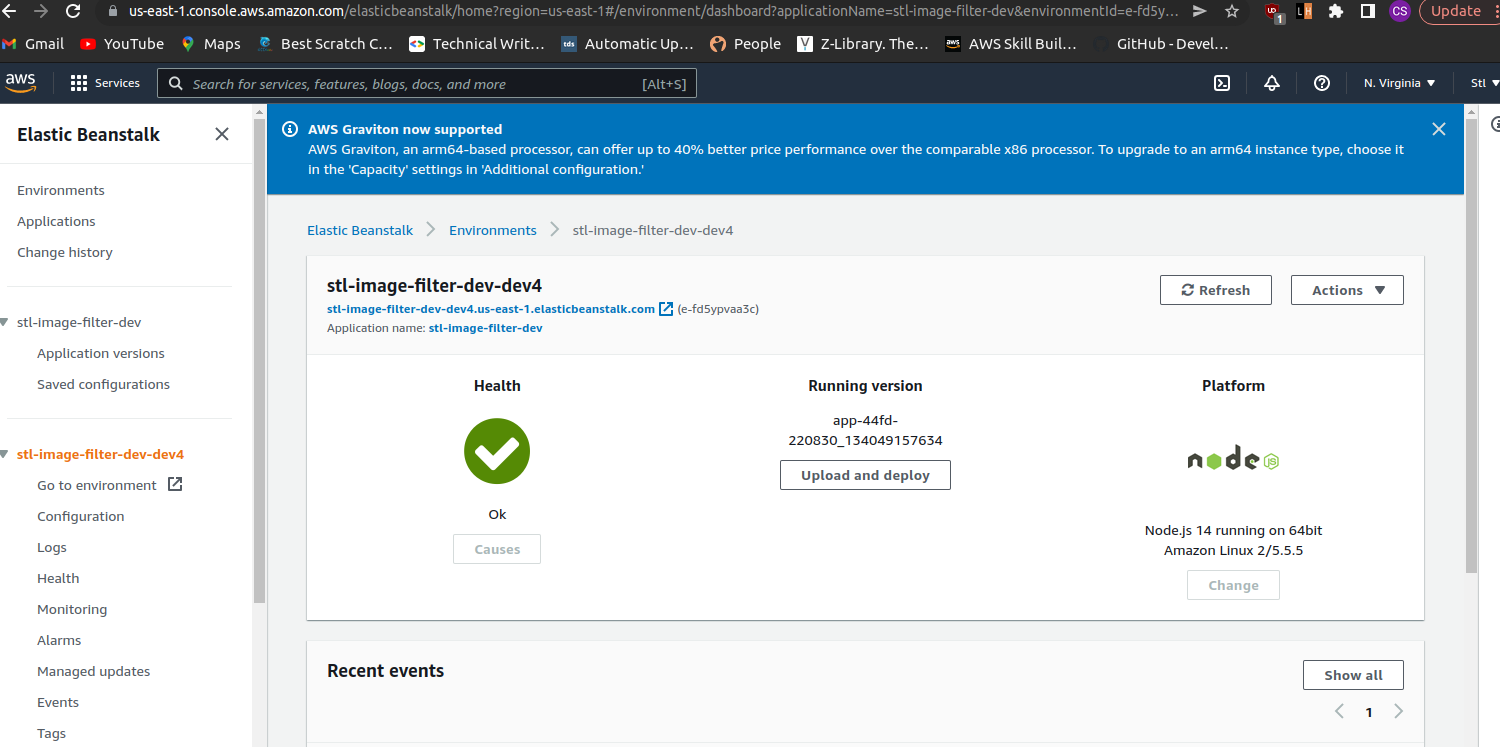 us-east-1.console.aws.amazon.com/elasticbeanstalk/home?region=us-east-1#/environment/dashboard?applicationName=stl-image-filter-dev&environmentId=e-fd5y...
1
LH
CS
Update
Gmail
YouTube
Maps
Best Scratch C...
Technical Writ...
tds
Automatic Up...
People
Z-Library. The...
aws
AWS Skill Buil...
GitHub - Devel...
aws
Services
Search for services, features, blogs, docs, and more
[Alt+S]
N. Virginia
Stl
Elastic Beanstalk
Environments
Applications
Change history
stl-image-filter-dev
Application versions
Saved configurations
stl-image-filter-dev-dev4
Go to environment
Configuration
Logs
Health
Monitoring
Alarms
Managed updates
Events
Tags
AWS Graviton now supported
AWS Graviton, an arm64-based processor, can offer up to 40% better price performance over the comparable x86 processor. To upgrade to an arm64 instance type, choose it
in the 'Capacity' settings in 'Additional configuration.'
Elastic Beanstalk
Environments
stl-image-filter-dev-dev4
stl-image-filter-dev-dev4
stl-image-filter-dev-dev4.us-east-1.elasticbeanstalk.com (e-fd5ypvaa3c)
Application name: stl-image-filter-dev
Refresh
Actions
Health
Ok
Causes
Running version
app-44fd-
220830_134049157634
Upload and deploy
Platform
node JS
Node.js 14 running on 64bit
Amazon Linux 2/5.5.5
Change
Recent events
Show all
1